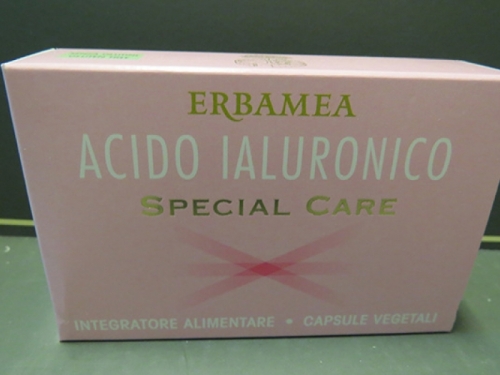 ERBAMEA
ACIDO IALURONICO
SPECIAL CARE
INTEGRATORE ALIMENTARE • CAPSULE VEGETALI